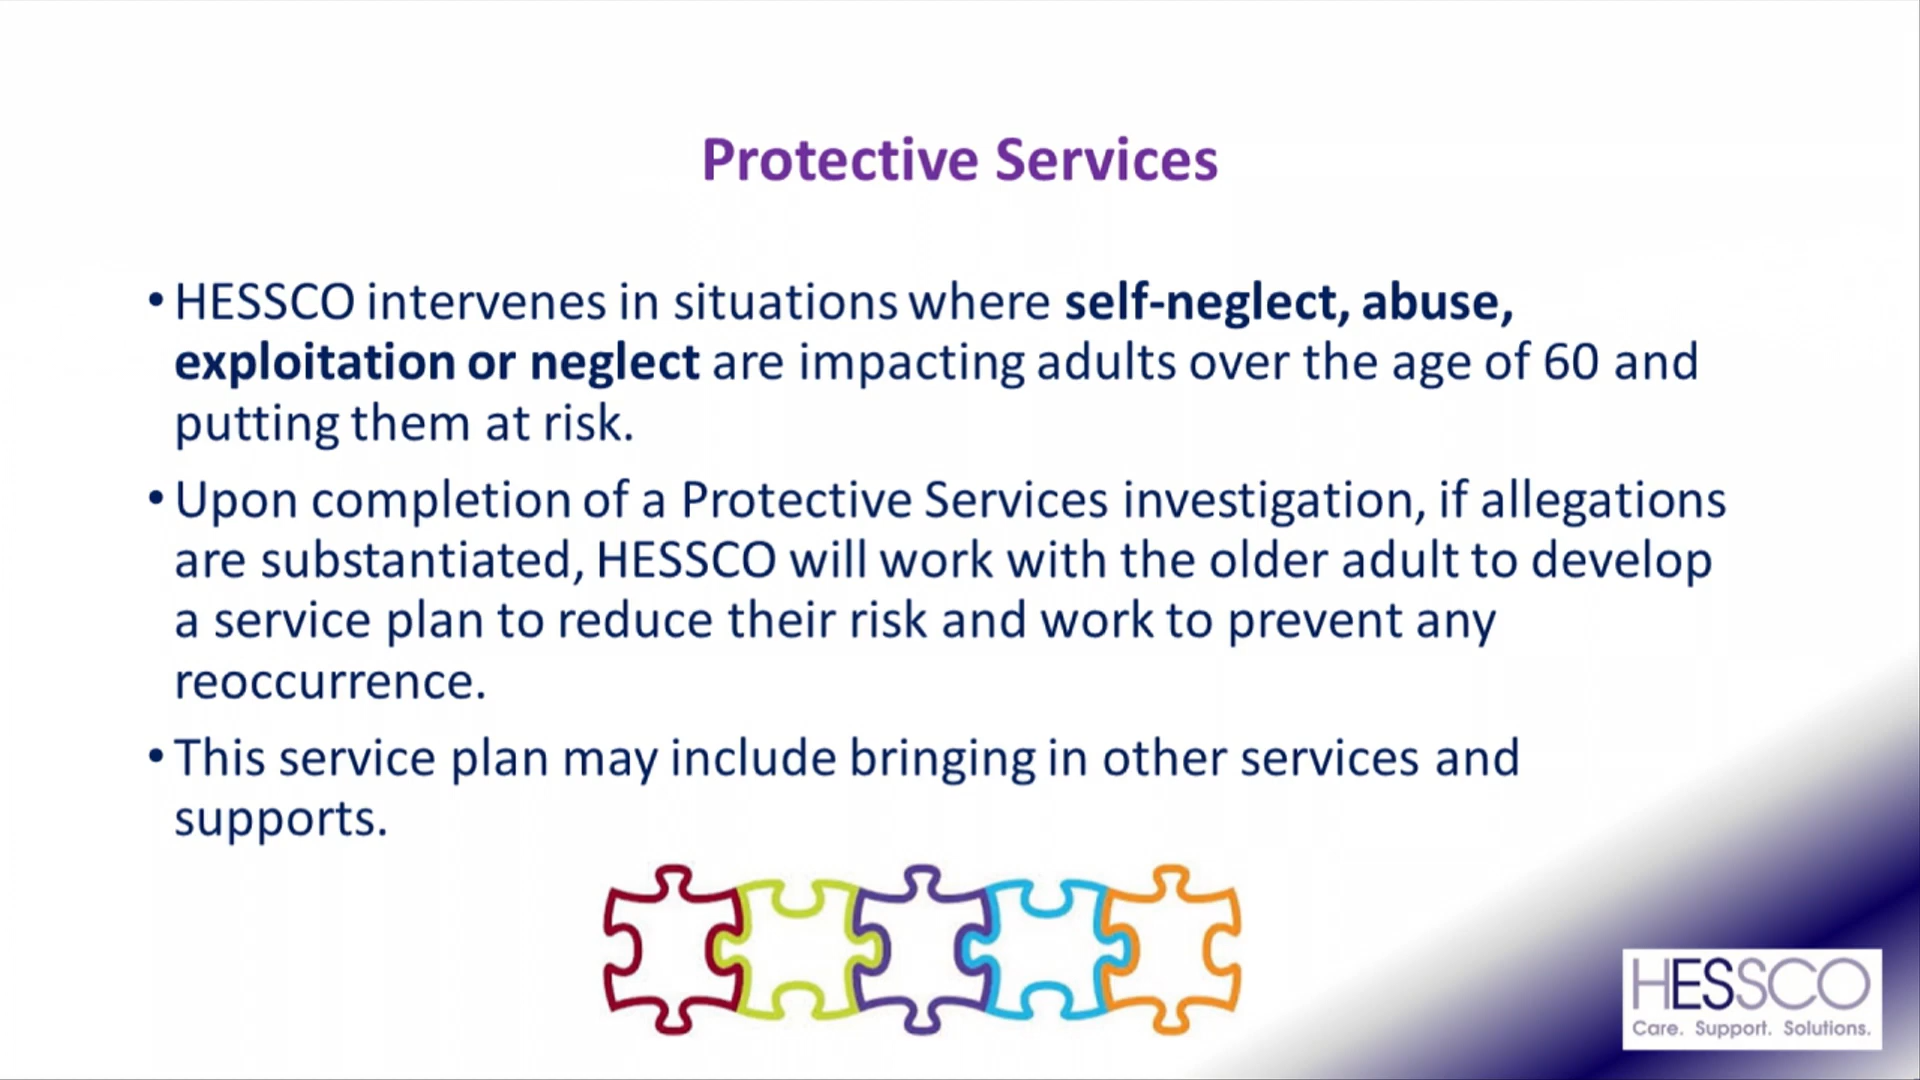 Protective Services
• HESSCO intervenes in situations where self-neglect, abuse,
exploitation or neglect are impacting adults over the age of 60 and
putting them at risk.
• Upon completion of a Protective Services investigation, if allegations
are substantiated, HESSCO will work with the older adult to develop
a service plan to reduce their risk and work to prevent any
reoccurrence.
• This service plan may include bringing in other services and
supports.
HESSCO
Care. Support. Solutions.